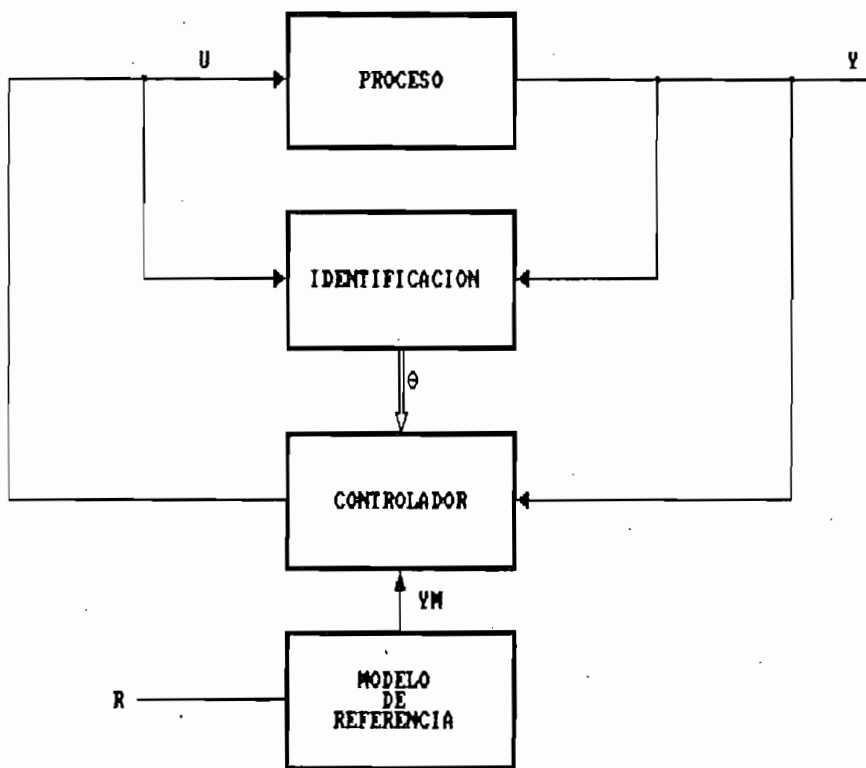 U
PROCESO
Y
IDENTIFICACION
θ
CONTROLADOR
YM
R
MODELO
DE
REFERENCIA